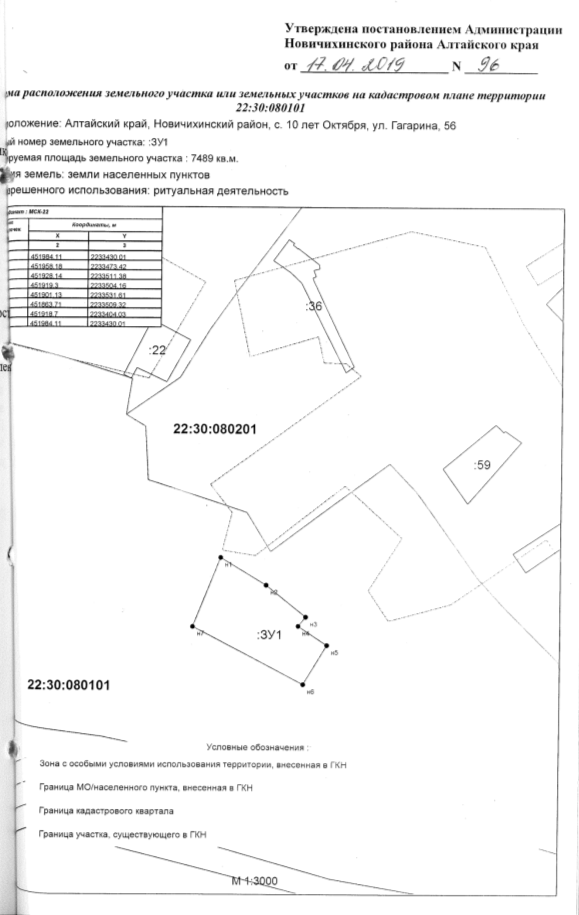 Утверждена постановлением Администрации
Новичихинского района Алтайского края
от 17.04.2019 N 96
ма расположения земельного участка или земельных участков на кадастровом плане территории
22:30:080101
оложение: Алтайский край, Новичихинский район, с. 10 лет Октября, ул. Гагарина, 56
й номер земельного участка: :ЗУ1
руемая площадь земельного участка : 7489 кв.м.
ия земель: земли населенных пунктов
решенного использования: ритуальная деятельность
: МСК-22
Координаты, м
X Y
2 3
451984.11 2233430.01
451958.18 2233473.42
451928.14 2233511.38
451919.3 2233504.16
451901.13 2233531.61
451863.71 2233509.32
451918.7 2233404.03
451984.11 2233430.01
:36
:22
22:30:080201
:59
н1
н2
н3
н4
:ЗУ1
н7
н5
н6
22:30:080101
Условные обозначения :
Зона с особыми условиями использования территории, внесенная в ГКН
Граница МО/населенного пункта, внесенная в ГКН
Граница кадастрового квартала
Граница участка, существующего в ГКН
М 1:3000